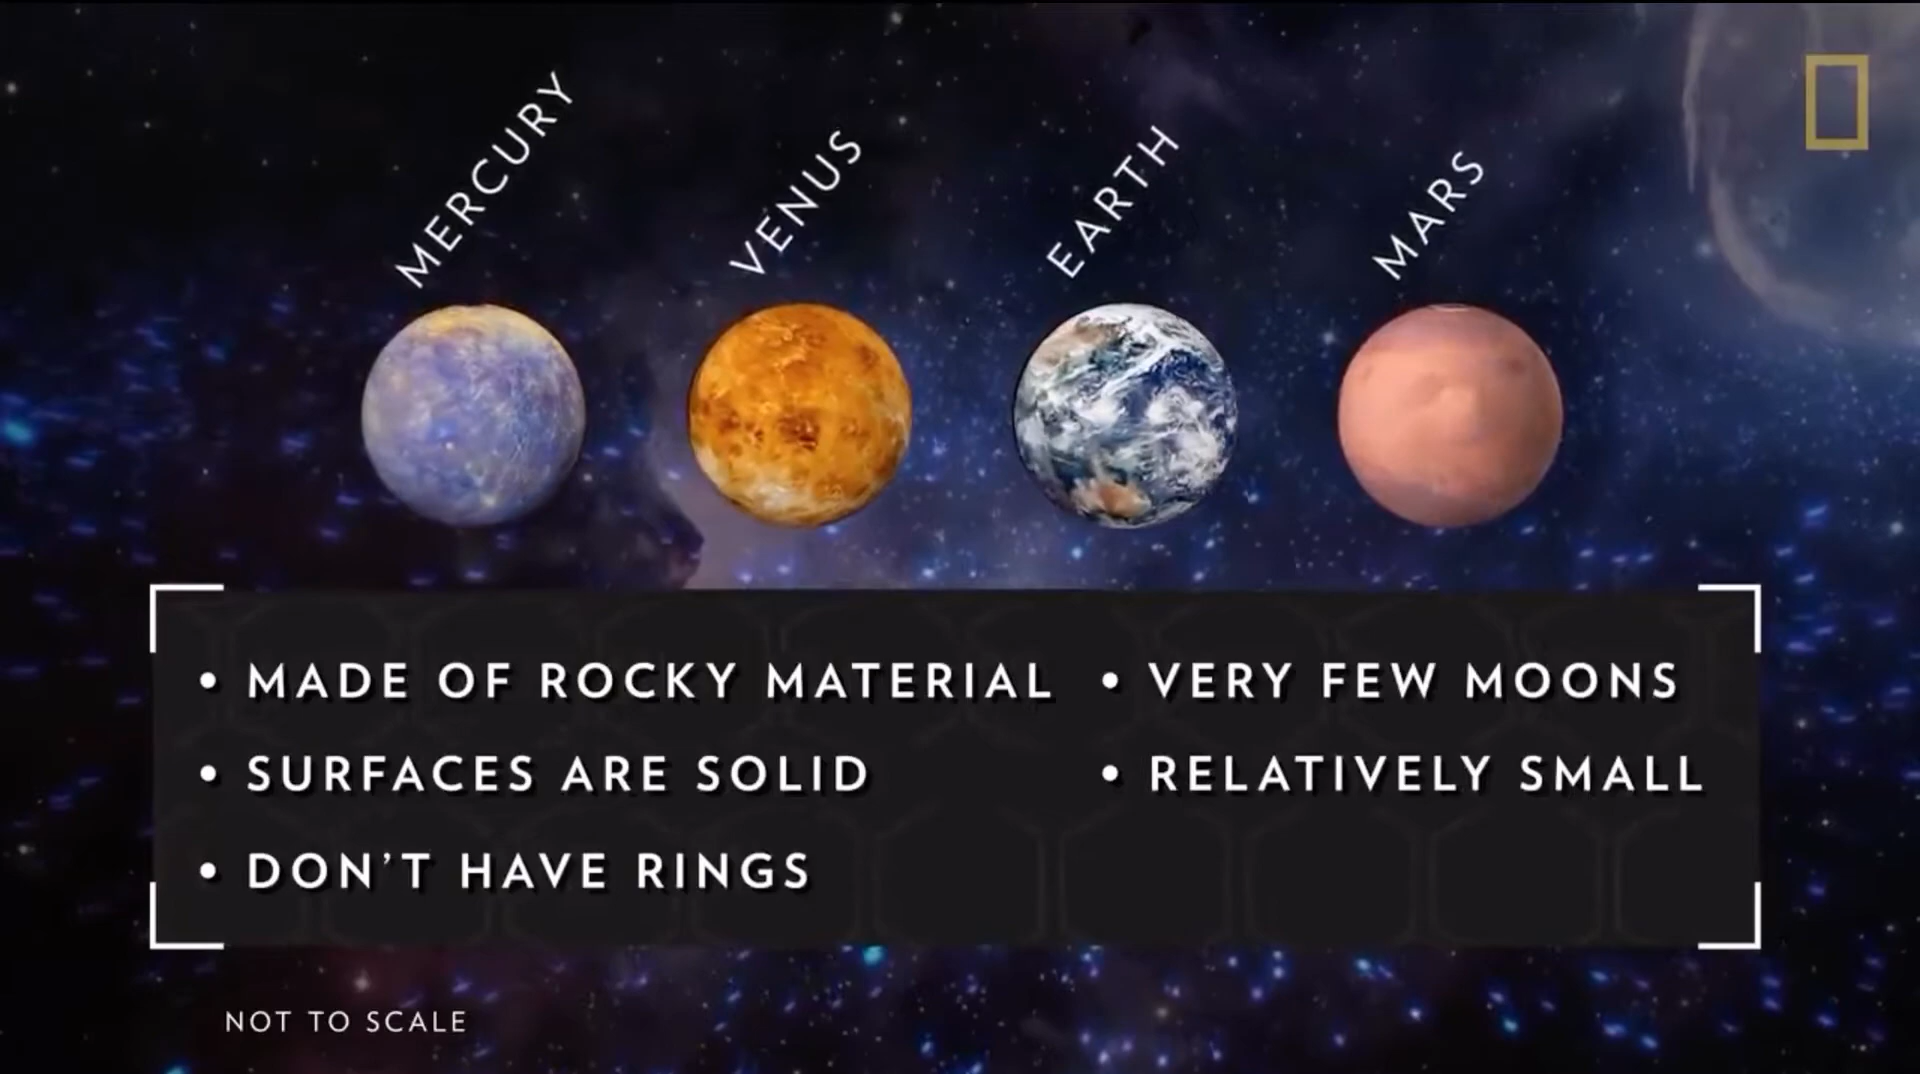 MERCURY
VENUS
EARTH
MARS
• MADE OF ROCKY MATERIAL
• SURFACES ARE SOLID
• DON’T HAVE RINGS
• VERY FEW MOONS
• RELATIVELY SMALL
NOT TO SCALE